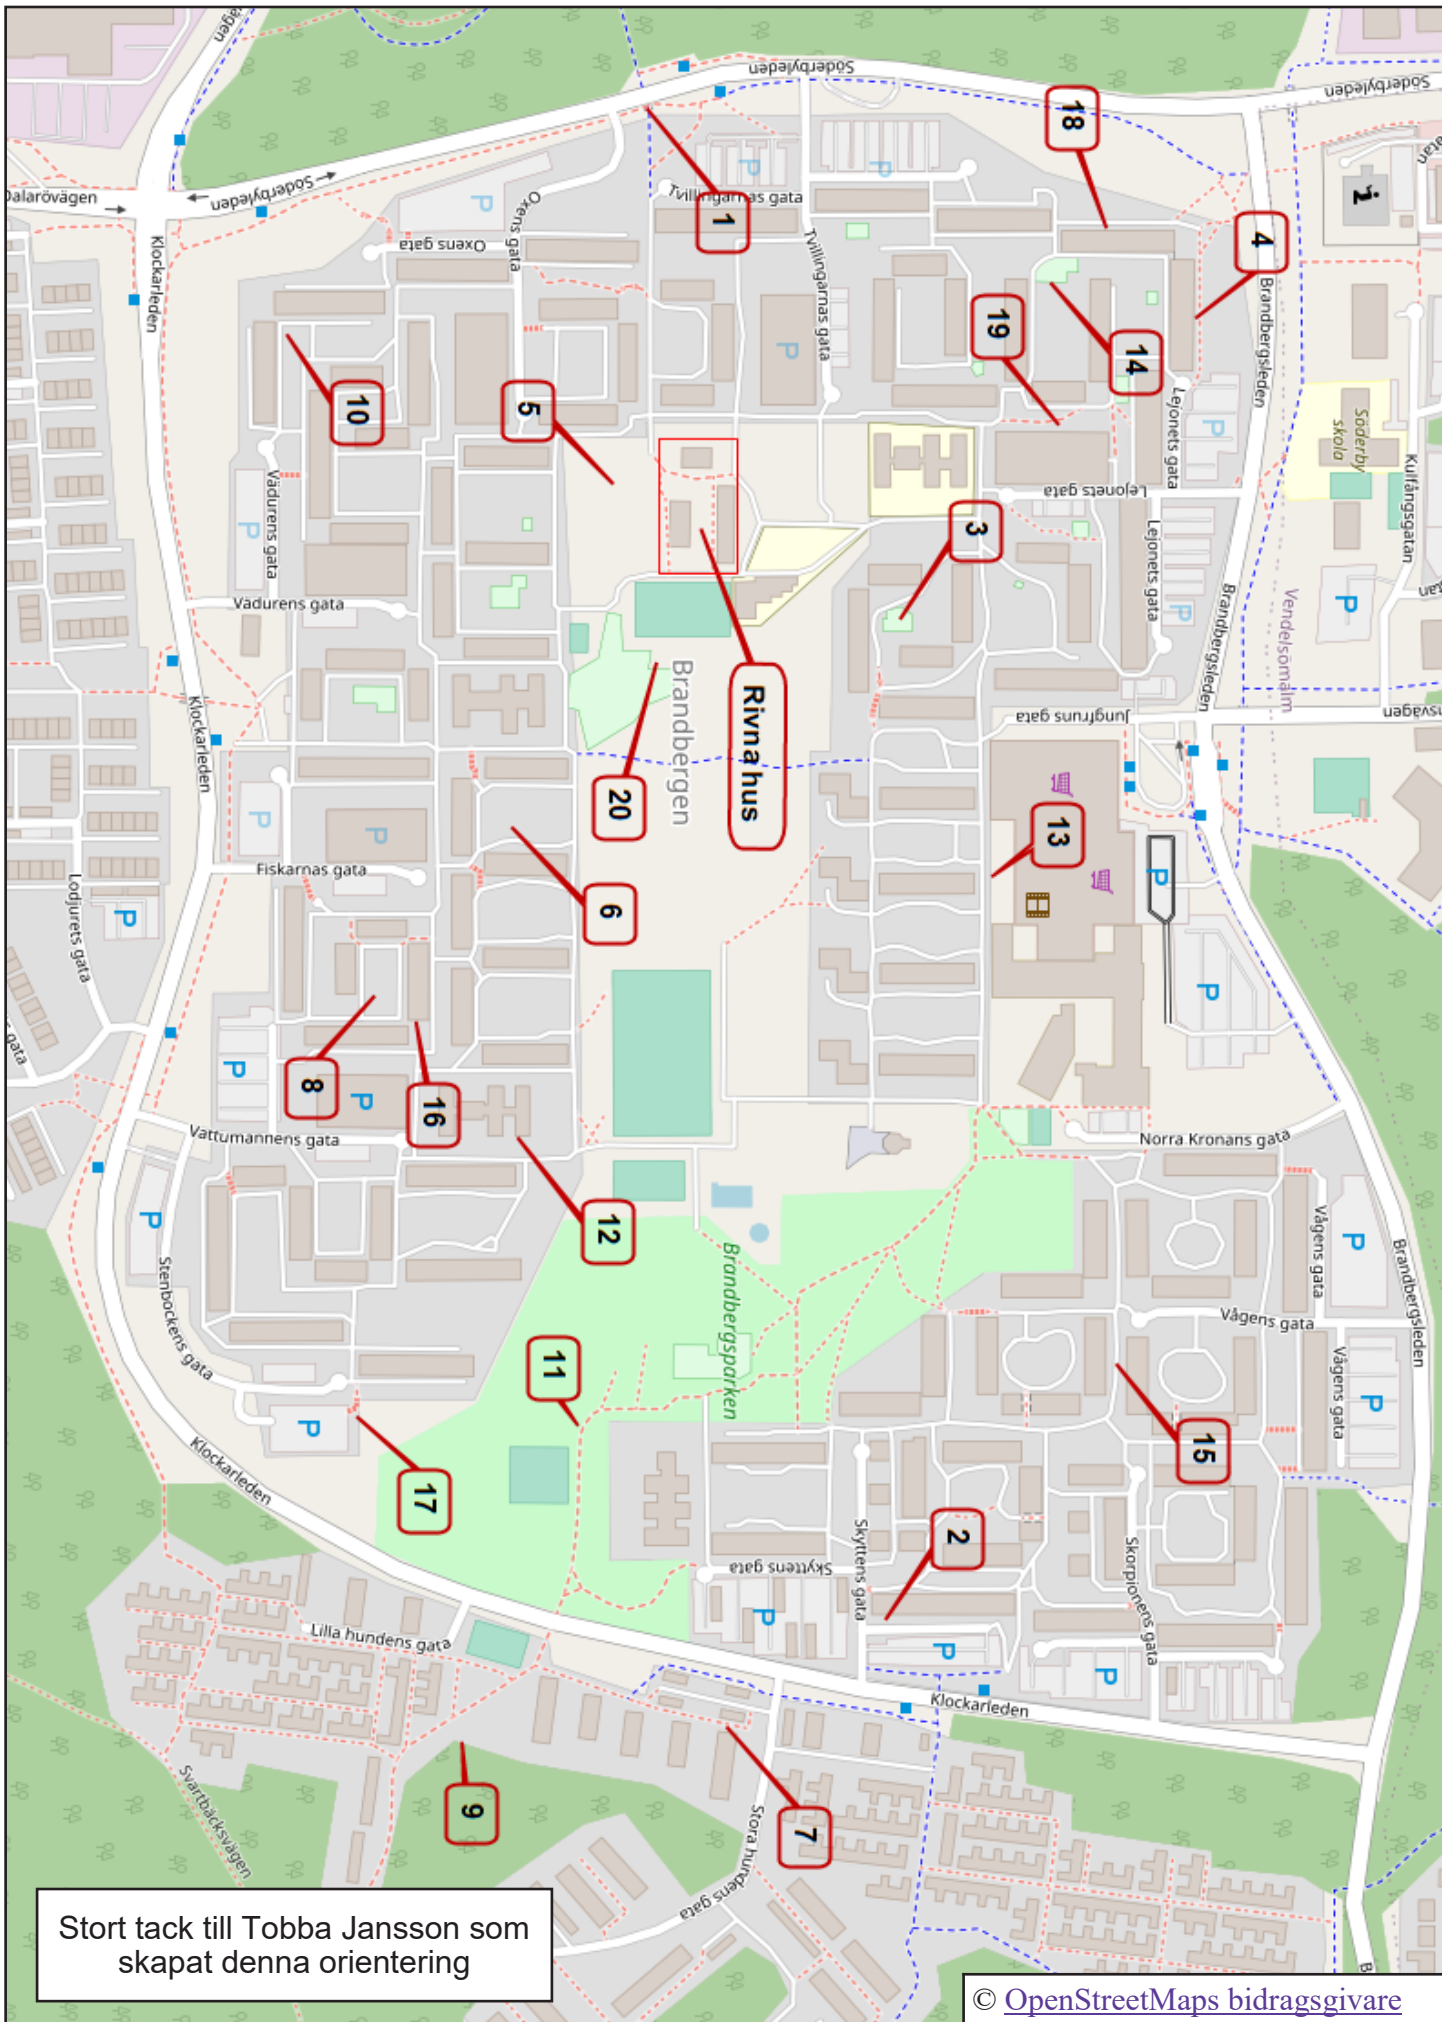 vägen
Söderbyleden
Söderbyleden
18
Dalarövägen
Söderbyleden
Klockarleden
Oxens gata
Oxens gata
P
Tvillingarnas gata
1
P
P
Tvillingarnas gata
P
4
Brandbergsleden
19
14
10
5
Lejonets gata
P
Söderby
skola
Kulfångsgatan
Lejonets gata
3
Vädurens gata
P
Lejonets gata
P
Vädurens gata
Brandbergsleden
Vendelsömalm
P
Brandbergen
Rivna hus
Jungfruns gata
nsvägen
Klockarleden
20
P
P
13
P
Fiskarnas gata
6
P
Lodjurets gata
P
8
P
P
16
Vattumannens gata
Norra Kronans gata
12
P
Stenbockens gata
Brandbergsparken
Vågens gata
P
Brandbergsleden
Vågens gata
Vågens gata
P
11
P
15
17
Klockarleden
2
Skyttens gata
Skyttens gata
P
Skorpionens gata
P
P
Lilla hundens gata
Klockarleden
Svartbäcksvägen
9
7
Stora hundens gata
Stort tack till Tobba Jansson som
skapat denna orientering
© OpenStreetMaps bidragsgivare